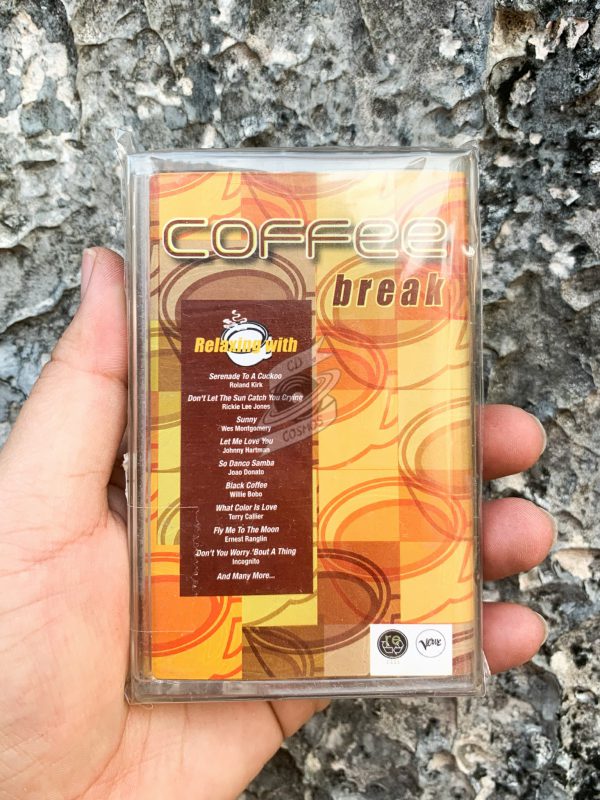 coffee
break
Relaxing with
Serenade To A Cuckoo
Roland Kirk
Don't Let The Sun Catch You Crying
Rickie Lee Jones
Sunny
Wes Montgomery
Let Me Love You
Johnny Hartman
So Danco Samba
Joao Donato
Black Coffee
Willie Bobo
What Color Is Love
Terry Callier
Fly Me To The Moon
Ernest Ranglin
Don't You Worry 'Bout A Thing
Incognito
And Many More...
CD
COSMOS
Verve